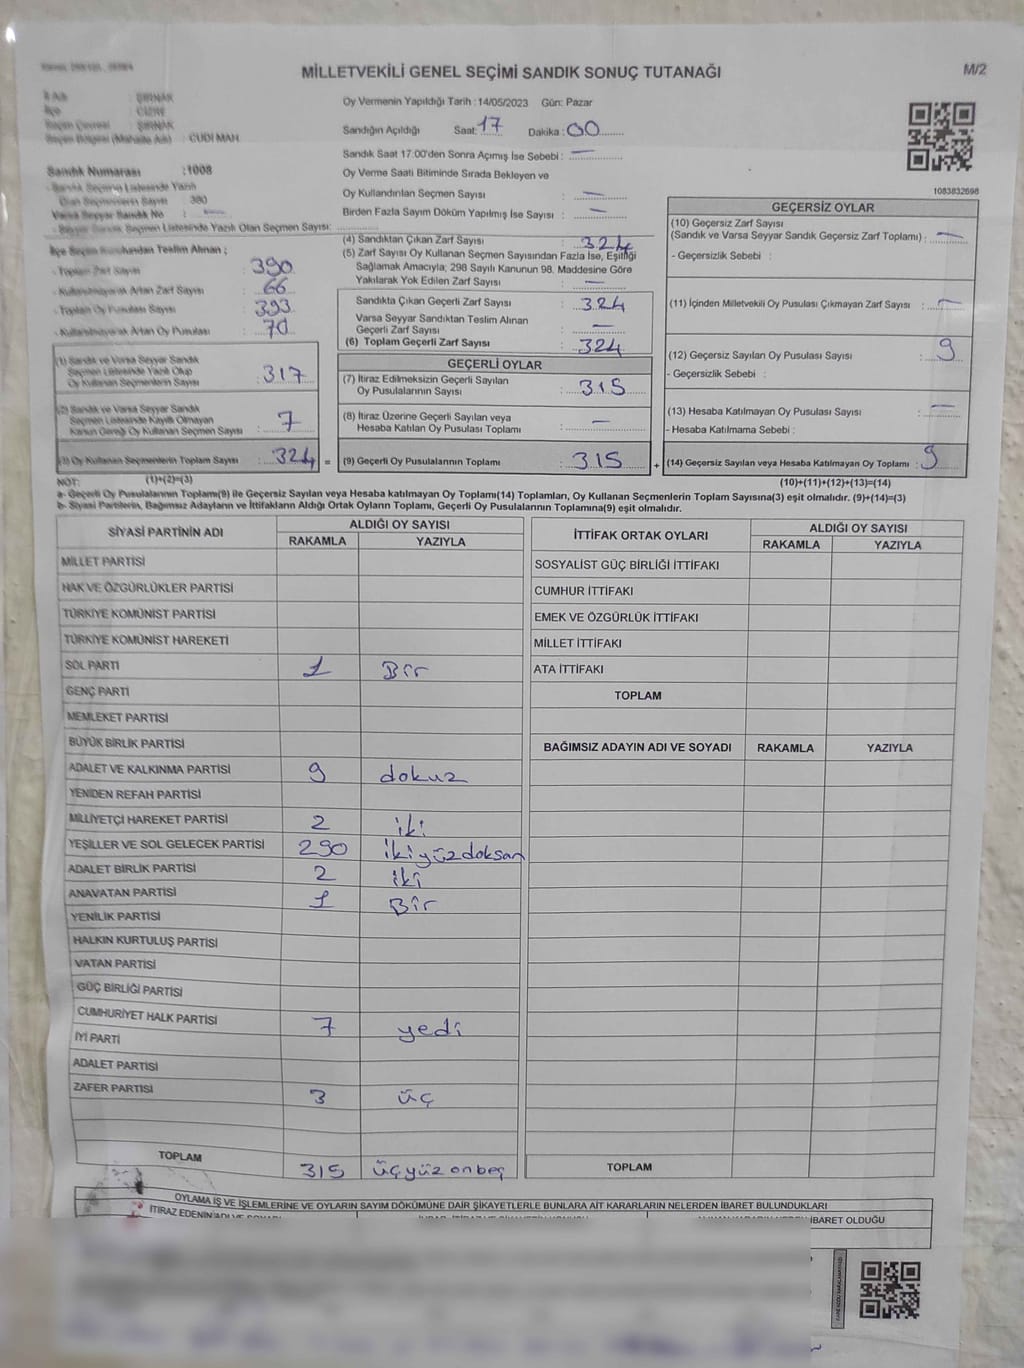 MİLLETVEKİLİ GENEL SEÇİMİ SANDIK SONUÇ TUTANAĞI
M/2
İl Adı : ŞIRNAK
İlçe : CİZRE
Seçim Çevresi : ŞIRNAK
Seçim Bölgesi (Mahalle Adı) : CUDİ MAH
Oy Vermenin Yapıldığı Tarih : 14/05/2023 Gün: Pazar
Sandığın Açıldığı Saat: 17 Dakika : 00
Sandık Saat 17:00'den Sonra Açımış İse Sebebi : —
Oy Verme Saati Bitiminde Sırada Bekleyen ve
Oy Kullandırılan Seçmen Sayısı : —
Birden Fazla Sayım Döküm Yapılmış İse Sayısı : —
1083832698
Sandık Numarası :1008
- Sandık Seçmen Listesinde Yazılı
Olan Seçmenlerin Sayısı : 380
Varsa Seyyar Sandık No : —
- Seyyar Sandık Seçmen Listesinde Yazılı Olan Seçmen Sayısı:
İlçe Seçim Kurulundan Teslim Alınan ;
- Toplam Zarf Sayısı : 390
- Kullanılmayarak Artan Zarf Sayısı : 66
- Toplam Oy Pusulası Sayısı : 393
- Kullanılmayarak Artan Oy Pusulası : 70
(1) Sandık ve Varsa Seyyar Sandık
Seçmen Listesinde Yazılı Olup
Oy Kullanan Seçmenlerin Sayısı : 317
(2) Sandık ve Varsa Seyyar Sandık
Seçmen Listesinde Kayıtlı Olmayan
Kanun Gereği Oy Kullanan Seçmen Sayısı : 7
(3) Oy Kullanan Seçmenlerin Toplam Sayısı : 324 =
(1)+(2)=(3)
(4) Sandıktan Çıkan Zarf Sayısı : 324
(5) Zarf Sayısı Oy Kullanan Seçmen Sayısından Fazla İse, Eşitliği
Sağlamak Amacıyla; 298 Sayılı Kanunun 98. Maddesine Göre
Yakılarak Yok Edilen Zarf Sayısı : —
Sandıkta Çıkan Geçerli Zarf Sayısı : 324
Varsa Seyyar Sandıktan Teslim Alınan
Geçerli Zarf Sayısı : —
(6) Toplam Geçerli Zarf Sayısı : 324
GEÇERLİ OYLAR
(7) İtiraz Edilmeksizin Geçerli Sayılan
Oy Pusulalarının Sayısı : 315
(8) İtiraz Üzerine Geçerli Sayılan veya
Hesaba Katılan Oy Pusulası Toplamı : —
(9) Geçerli Oy Pusulalarının Toplamı : 315 +
GEÇERSİZ OYLAR
(10) Geçersiz Zarf Sayısı
(Sandık ve Varsa Seyyar Sandık Geçersiz Zarf Toplamı) : —
- Geçersizlik Sebebi :
(11) İçinden Milletvekili Oy Pusulası Çıkmayan Zarf Sayısı : —
(12) Geçersiz Sayılan Oy Pusulası Sayısı : 9
- Geçersizlik Sebebi :
(13) Hesaba Katılmayan Oy Pusulası Sayısı : —
- Hesaba Katılmama Sebebi :
(14) Geçersiz Sayılan veya Hesaba Katılmayan Oy Toplamı : 9
(10)+(11)+(12)+(13)=(14)
NOT:
a- Geçerli Oy Pusulalarının Toplamı(9) ile Geçersiz Sayılan veya Hesaba katılmayan Oy Toplamı(14) Toplamları, Oy Kullanan Seçmenlerin Toplam Sayısına(3) eşit olmalıdır. (9)+(14)=(3)
b- Siyasi Partilerin, Bağımsız Adayların ve İttifakların Aldığı Ortak Oyların Toplamı, Geçerli Oy Pusulalarının Toplamına(9) eşit olmalıdır.
SİYASİ PARTİNİN ADI ALDIĞI OY SAYISI
RAKAMLA YAZIYLA
MİLLET PARTİSİ
HAK VE ÖZGÜRLÜKLER PARTİSİ
TÜRKİYE KOMÜNİST PARTİSİ
TÜRKİYE KOMÜNİST HAREKETİ
SOL PARTİ 1 Bir
GENÇ PARTİ
MEMLEKET PARTİSİ
BÜYÜK BİRLİK PARTİSİ
ADALET VE KALKINMA PARTİSİ 9 dokuz
YENİDEN REFAH PARTİSİ
MİLLİYETÇİ HAREKET PARTİSİ 2 iki
YEŞİLLER VE SOL GELECEK PARTİSİ 290 ikiyüzdoksan
ADALET BİRLİK PARTİSİ 2 iki
ANAVATAN PARTİSİ 1 Bir
YENİLİK PARTİSİ
HALKIN KURTULUŞ PARTİSİ
VATAN PARTİSİ
GÜÇ BİRLİĞİ PARTİSİ
CUMHURİYET HALK PARTİSİ 7 yedi
İYİ PARTİ
ADALET PARTİSİ
ZAFER PARTİSİ 3 üç
TOPLAM 315 üçyüz onbeş
İTTİFAK ORTAK OYLARI ALDIĞI OY SAYISI
RAKAMLA YAZIYLA
SOSYALİST GÜÇ BİRLİĞİ İTTİFAKI
CUMHUR İTTİFAKI
EMEK VE ÖZGÜRLÜK İTTİFAKI
MİLLET İTTİFAKI
ATA İTTİFAKI
TOPLAM
BAĞIMSIZ ADAYIN ADI VE SOYADI RAKAMLA YAZIYLA
TOPLAM
OYLAMA İŞ VE İŞLEMLERİNE VE OYLARIN SAYIM DÖKÜMÜNE DAİR ŞİKAYETLERLE BUNLARA AİT KARARLARIN NELERDEN İBARET BULUNDUKLARI
İTİRAZ EDENİN ADI VE
İBARET OLDUĞU